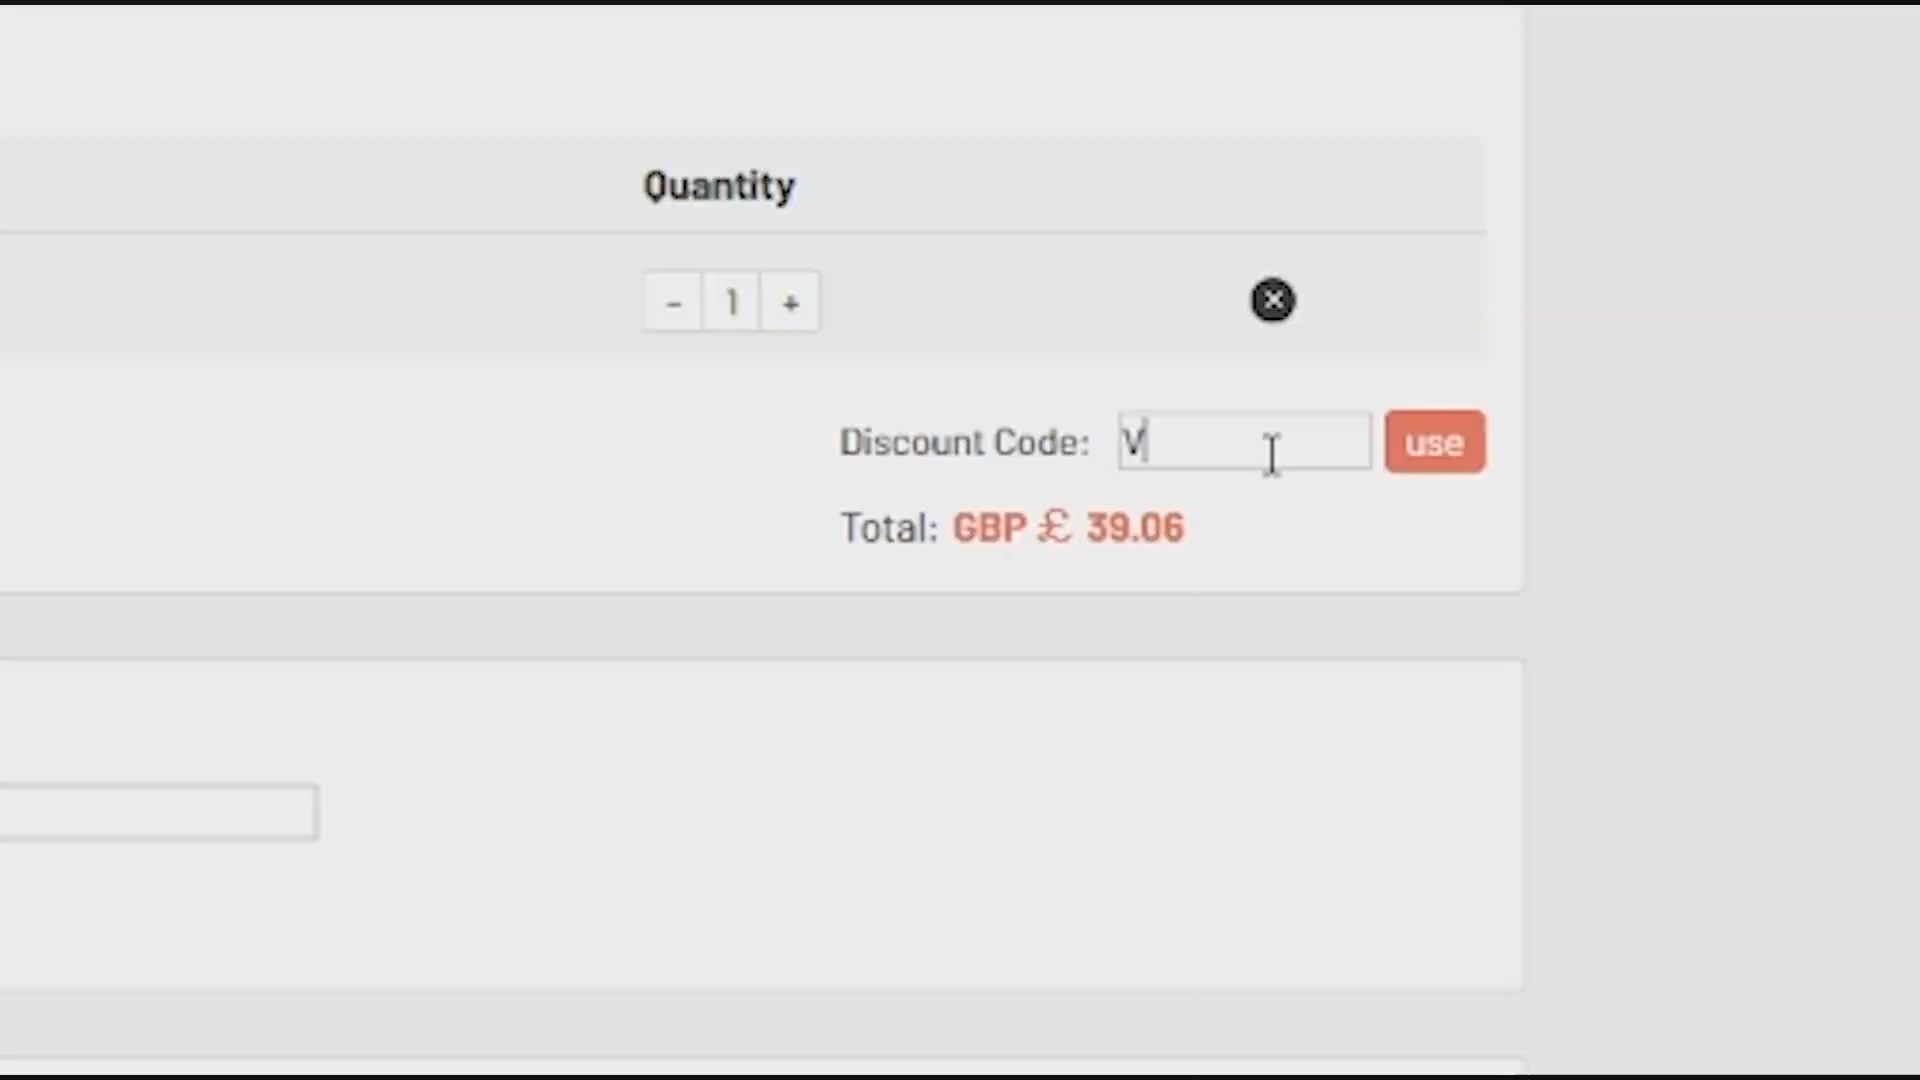 Quantity
- 1 +
Discount Code: V use
Total: GBP £ 39.06